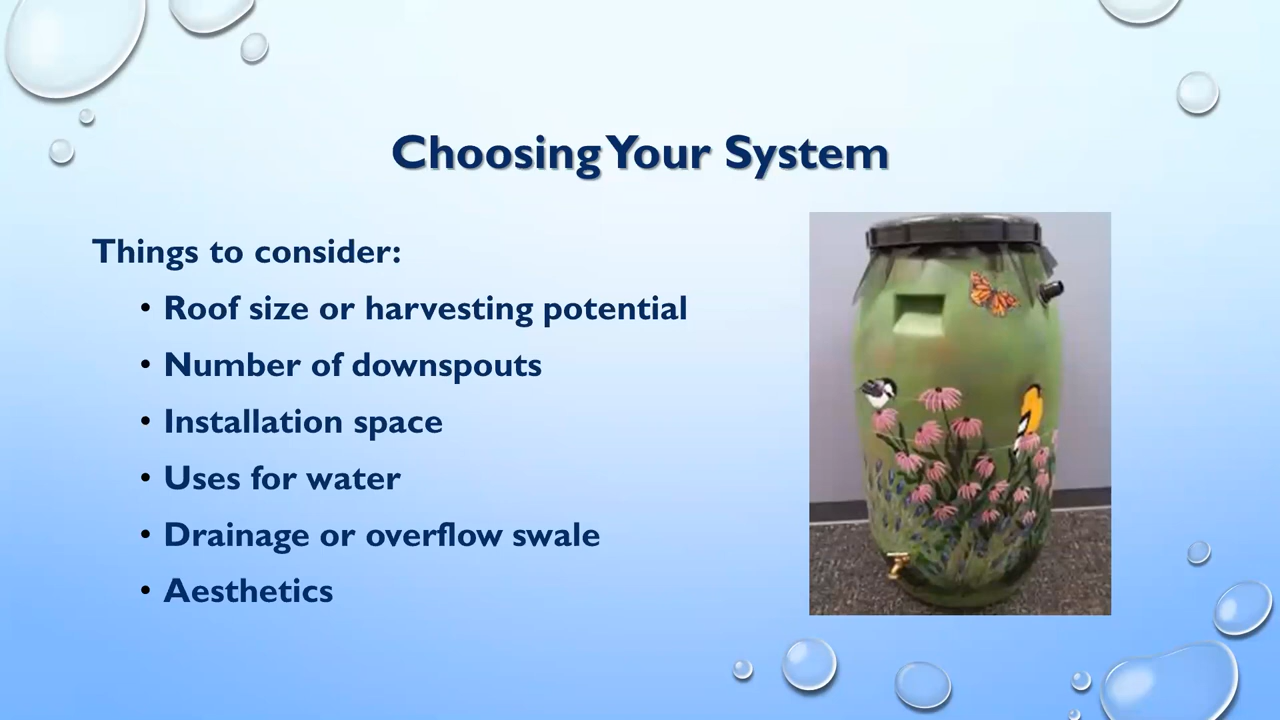 Choosing Your System
Things to consider:
• Roof size or harvesting potential
• Number of downspouts
• Installation space
• Uses for water
• Drainage or overflow swale
• Aesthetics